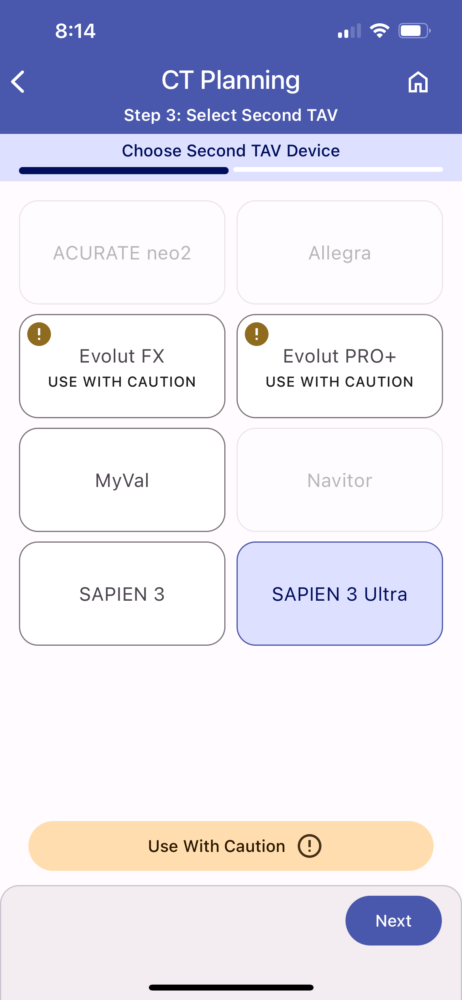 8:14
CT Planning
Step 3: Select Second TAV
Choose Second TAV Device
ACURATE neo2
Allegra
Evolut FX
USE WITH CAUTION
Evolut PRO+
USE WITH CAUTION
MyVal
Navitor
SAPIEN 3
SAPIEN 3 Ultra
Use With Caution
Next